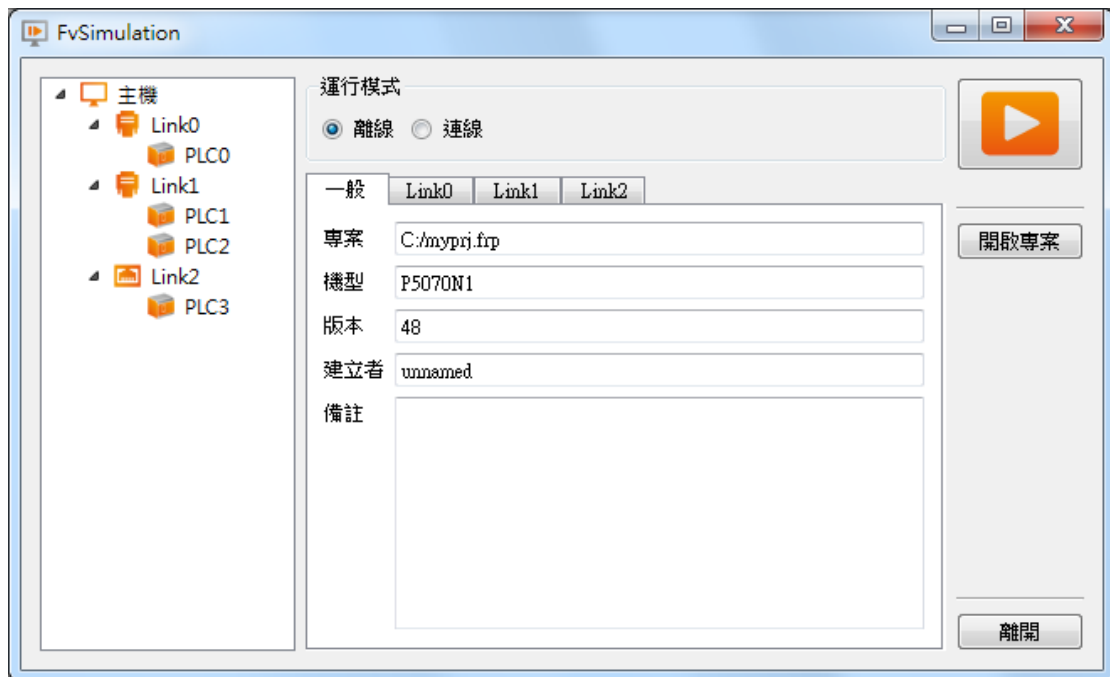 FvSimulation
主機
Link0
PLC0
Link1
PLC1
PLC2
Link2
PLC3
運行模式
離線 連線
一般 Link0 Link1 Link2
專案 C:/myprj.frp
機型 P5070N1
版本 48
建立者 unnamed
備註
開啟專案
離開